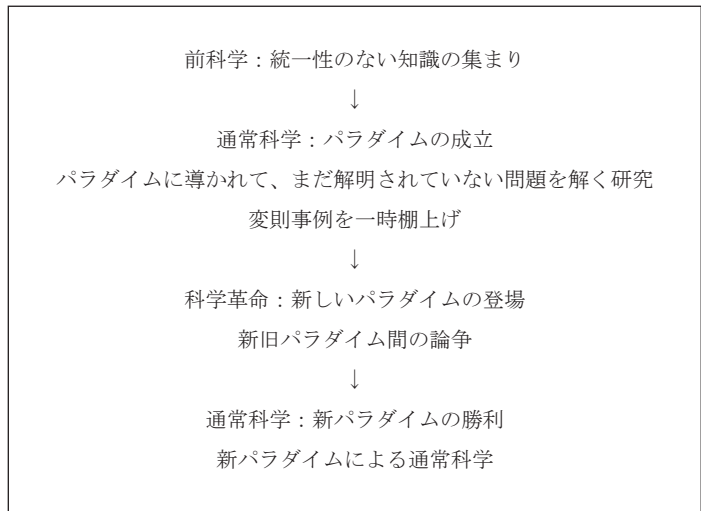 前科学：統一性のない知識の集まり
↓
通常科学：パラダイムの成立
パラダイムに導かれて、まだ解明されていない問題を解く研究
変則事例を一時棚上げ
↓
科学革命：新しいパラダイムの登場
新旧パラダイム間の論争
↓
通常科学：新パラダイムの勝利
新パラダイムによる通常科学